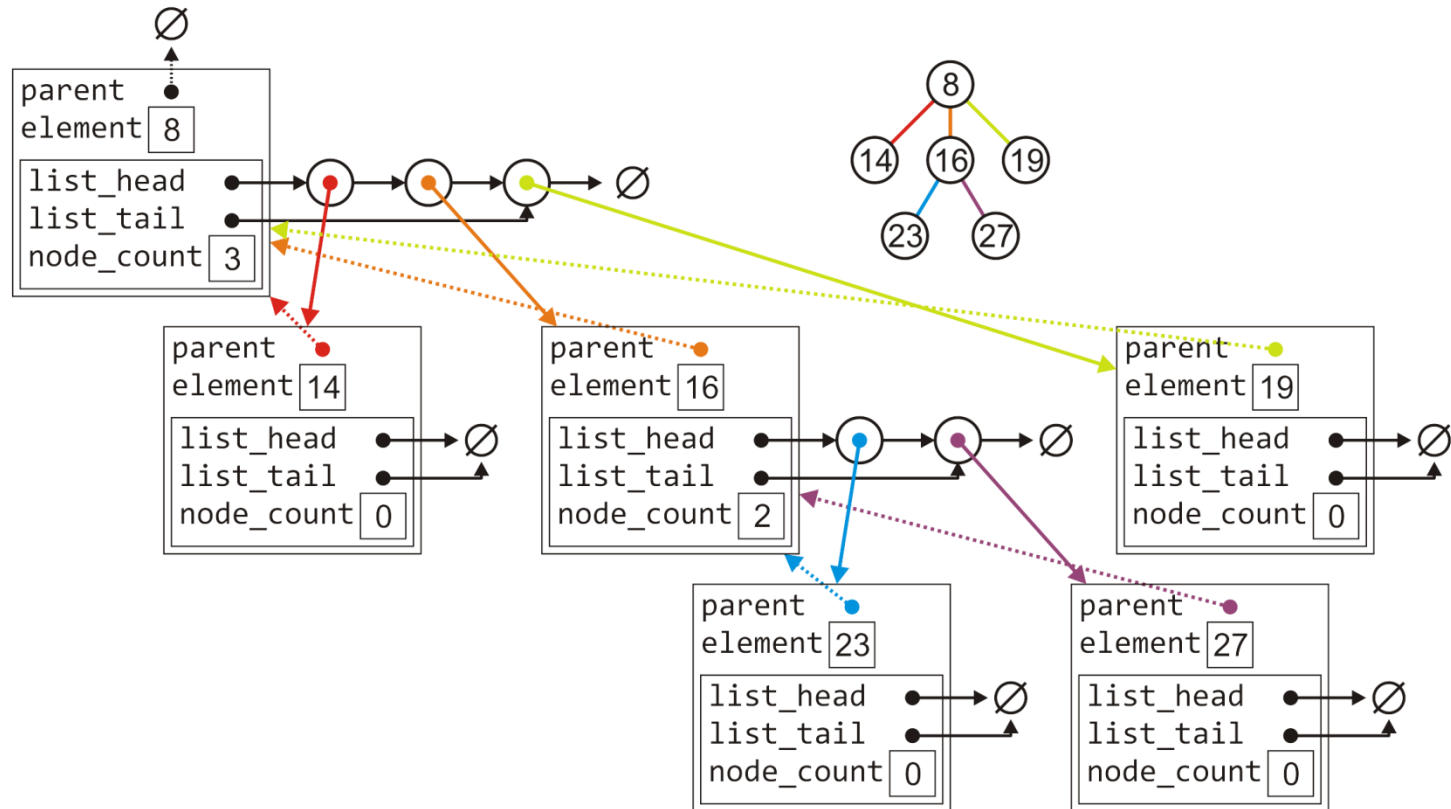 ∅
parent
element 8
list_head
∅
list_tail
node_count 3
8
14 16 19
23 27
parent
element 14
list_head
∅
list_tail
node_count 0
parent
element 16
list_head
∅
list_tail
node_count 2
parent
element 19
list_head
∅
list_tail
node_count 0
parent
element 23
list_head
∅
list_tail
node_count 0
parent
element 27
list_head
∅
list_tail
node_count 0